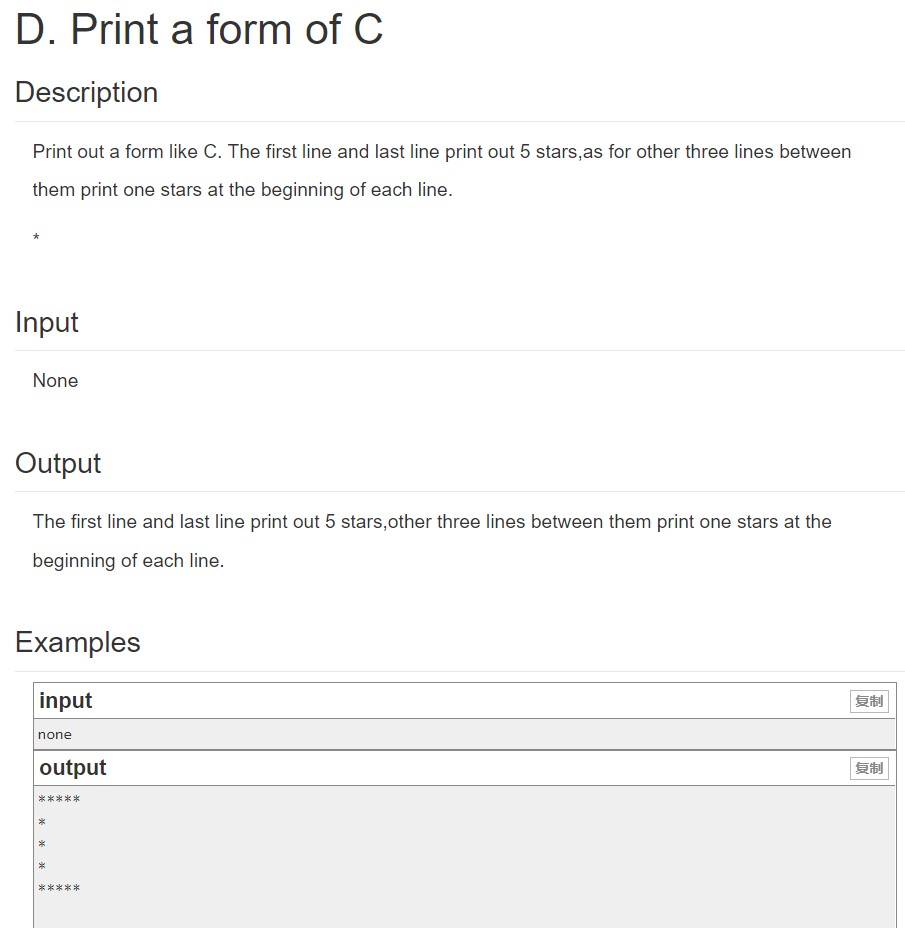 D. Print a form of C
Description
Print out a form like C. The first line and last line print out 5 stars,as for other three lines between
them print one stars at the beginning of each line.
*
Input
None
Output
The first line and last line print out 5 stars,other three lines between them print one stars at the
beginning of each line.
Examples
input 复制
none
output 复制
*****
*
*
*
*****